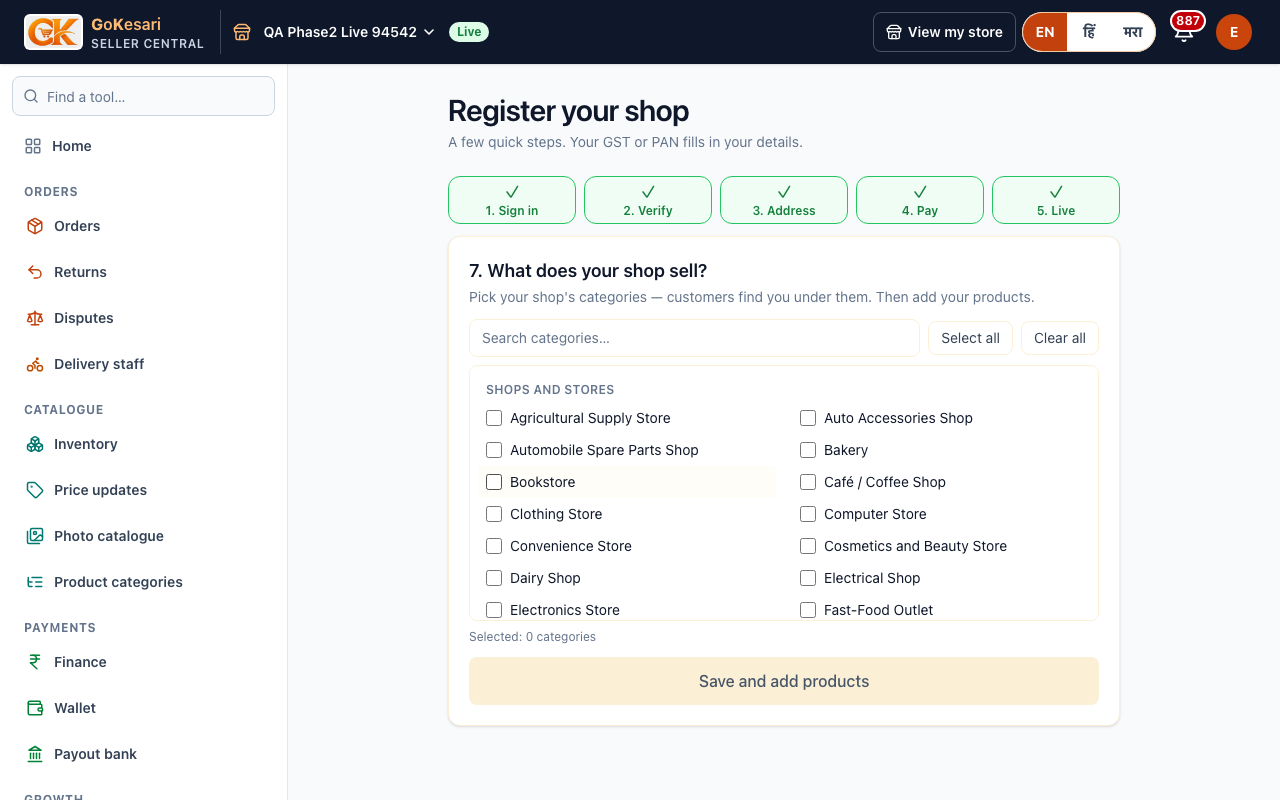 GK
GoKesari
SELLER CENTRAL
QA Phase2 Live 94542
Live
View my store
EN
हिं
मरा
887
E
Find a tool...
Home
ORDERS
Orders
Returns
Disputes
Delivery staff
CATALOGUE
Inventory
Price updates
Photo catalogue
Product categories
PAYMENTS
Finance
Wallet
Payout bank
GROWTH
Register your shop
A few quick steps. Your GST or PAN fills in your details.
1. Sign in
2. Verify
3. Address
4. Pay
5. Live
7. What does your shop sell?
Pick your shop's categories — customers find you under them. Then add your products.
Search categories...
Select all
Clear all
SHOPS AND STORES
Agricultural Supply Store
Auto Accessories Shop
Automobile Spare Parts Shop
Bakery
Bookstore
Café / Coffee Shop
Clothing Store
Computer Store
Convenience Store
Cosmetics and Beauty Store
Dairy Shop
Electrical Shop
Electronics Store
Fast-Food Outlet
Selected: 0 categories
Save and add products